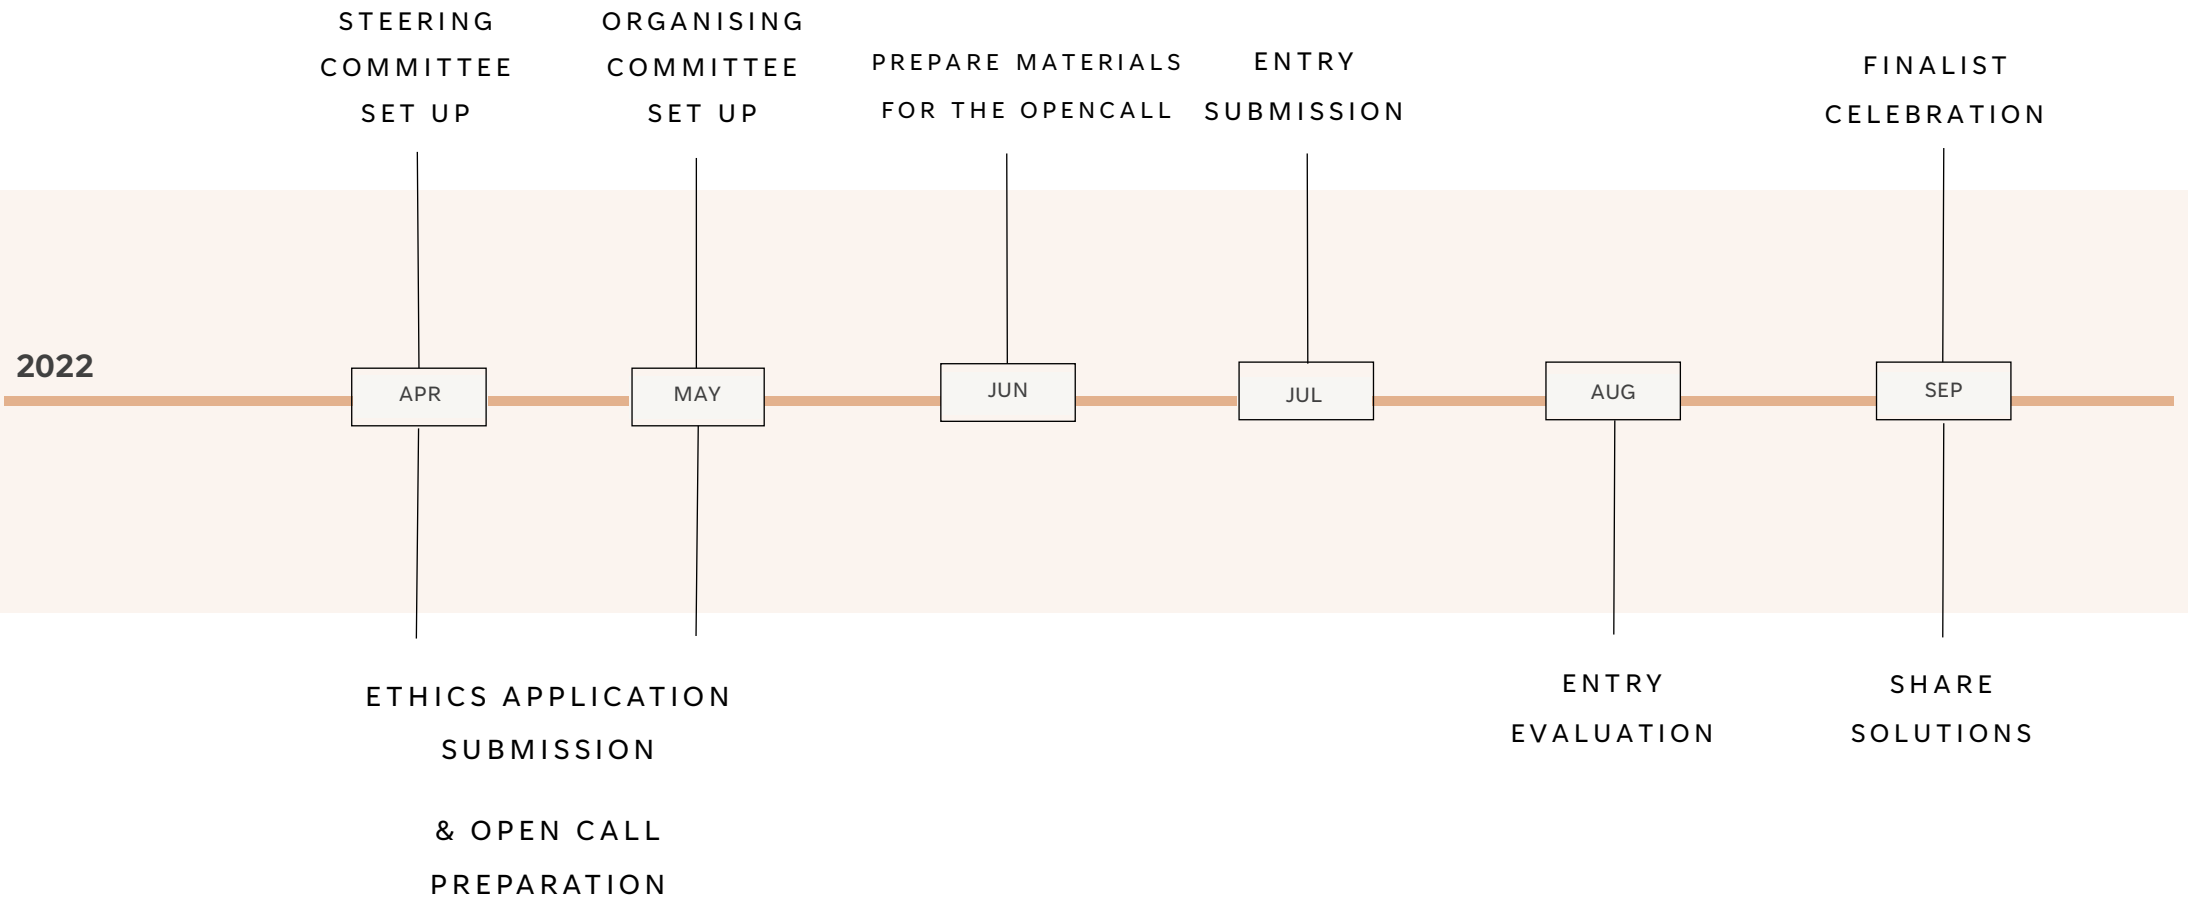 STEERING
COMMITTEE
SET UP
ORGANISING
COMMITTEE
SET UP
PREPARE MATERIALS
FOR THE OPENCALL
ENTRY
SUBMISSION
FINALIST
CELEBRATION
2022
APR
MAY
JUN
JUL
AUG
SEP
ETHICS APPLICATION
SUBMISSION
& OPEN CALL
PREPARATION
ENTRY
EVALUATION
SHARE
SOLUTIONS